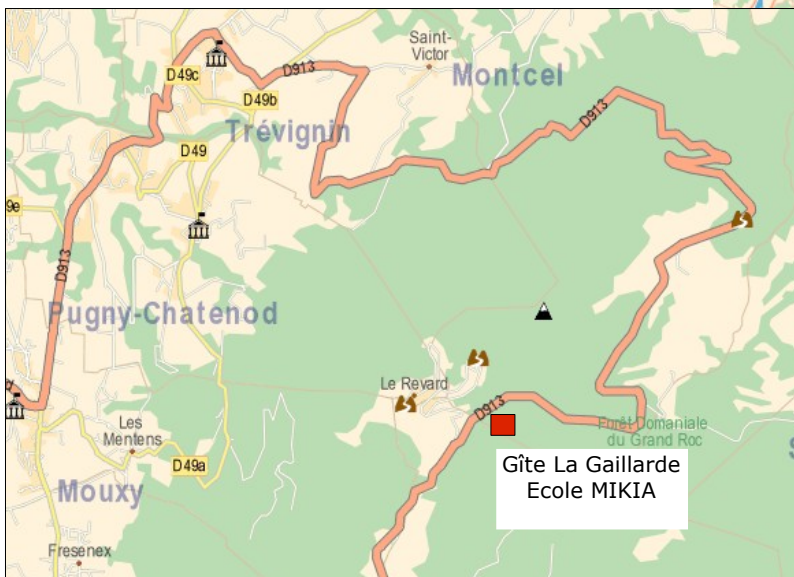 Saint-
Victor
Montcel
D49c
D913
D49b
D913
Trévignin
D49
9e
D913
Pugny-Chatenod
Le Revard
D913
Les
Mentens
Forêt Domaniale
du Grand Roc
D49a
Gîte La Gaillarde
Ecole MIKIA
Mouxy
Fresenex